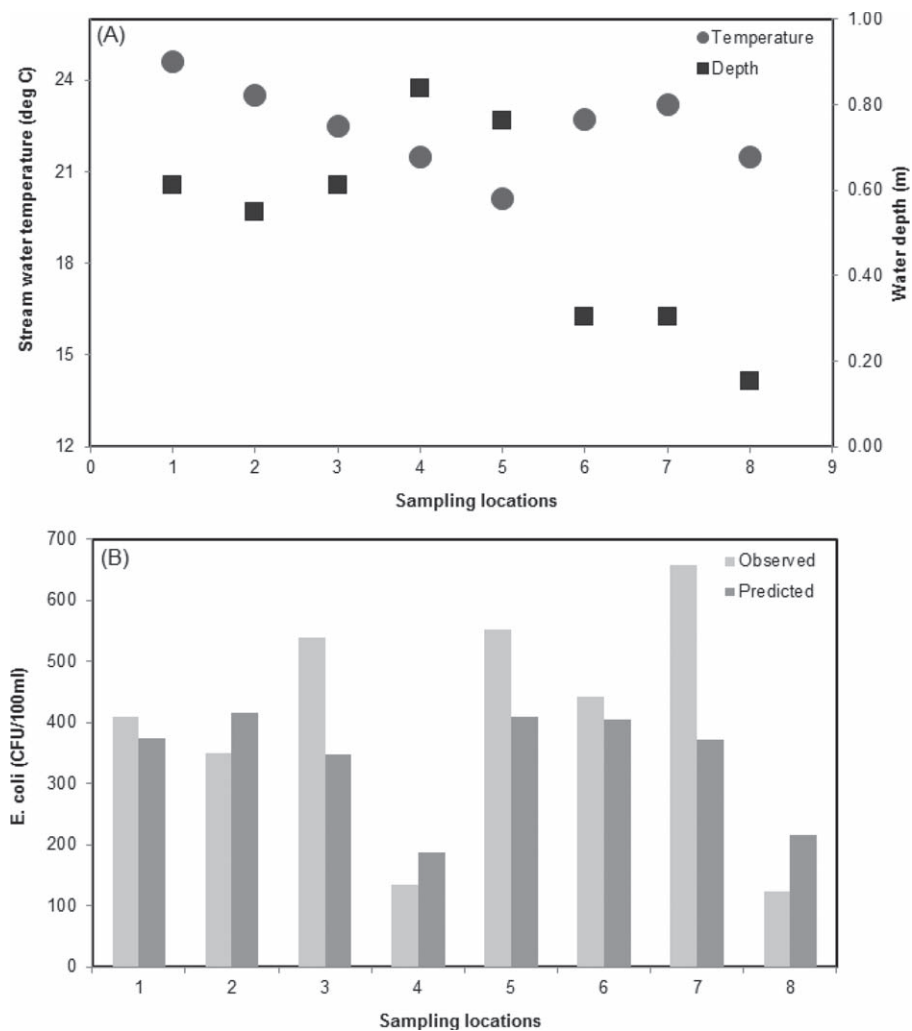 (A)
Temperature
Depth
Stream water temperature (deg C)
24
21
18
15
12
1.00
0.80
0.60
0.40
0.20
0.00
Water depth (m)
0 1 2 3 4 5 6 7 8 9
Sampling locations
(B)
Observed
Predicted
E. coli (CFU/100ml)
700
600
500
400
300
200
100
0
1 2 3 4 5 6 7 8
Sampling locations